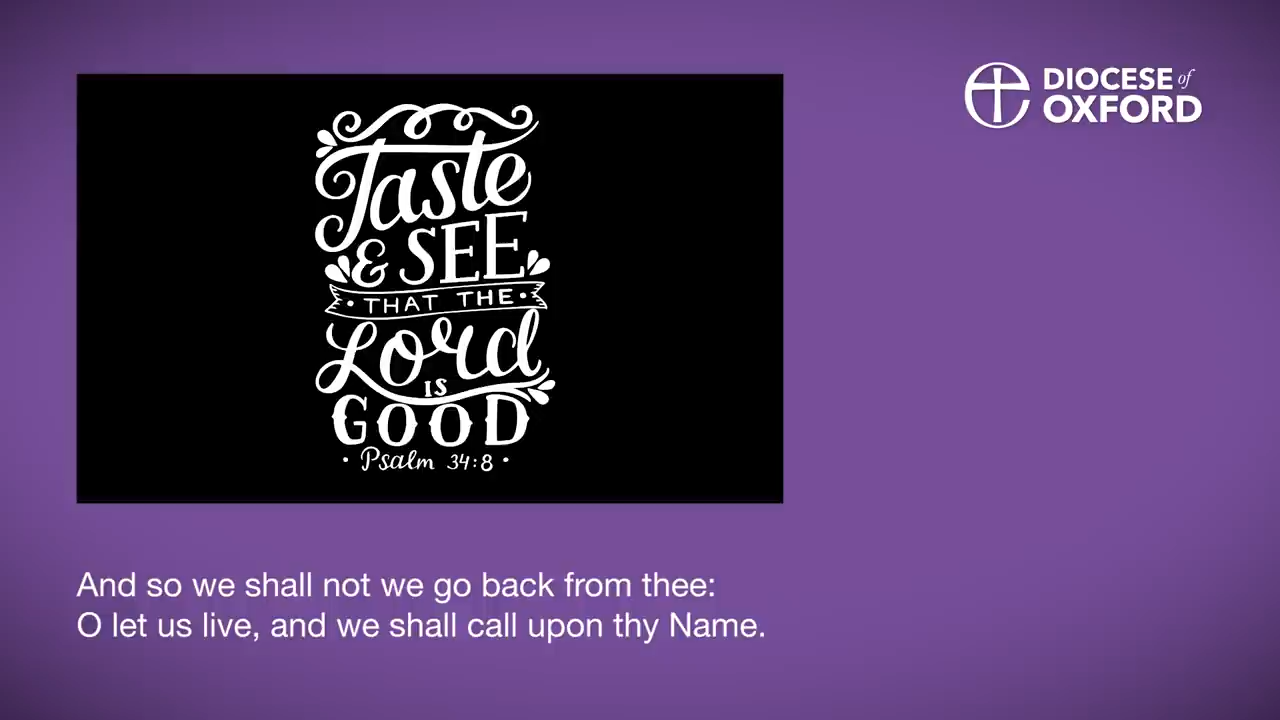 DIOCESE of
OXFORD
Taste
& SEE
• THAT THE •
Lord
IS
GOOD
• Psalm 34:8 •
And so we shall not we go back from thee:
O let us live, and we shall call upon thy Name.